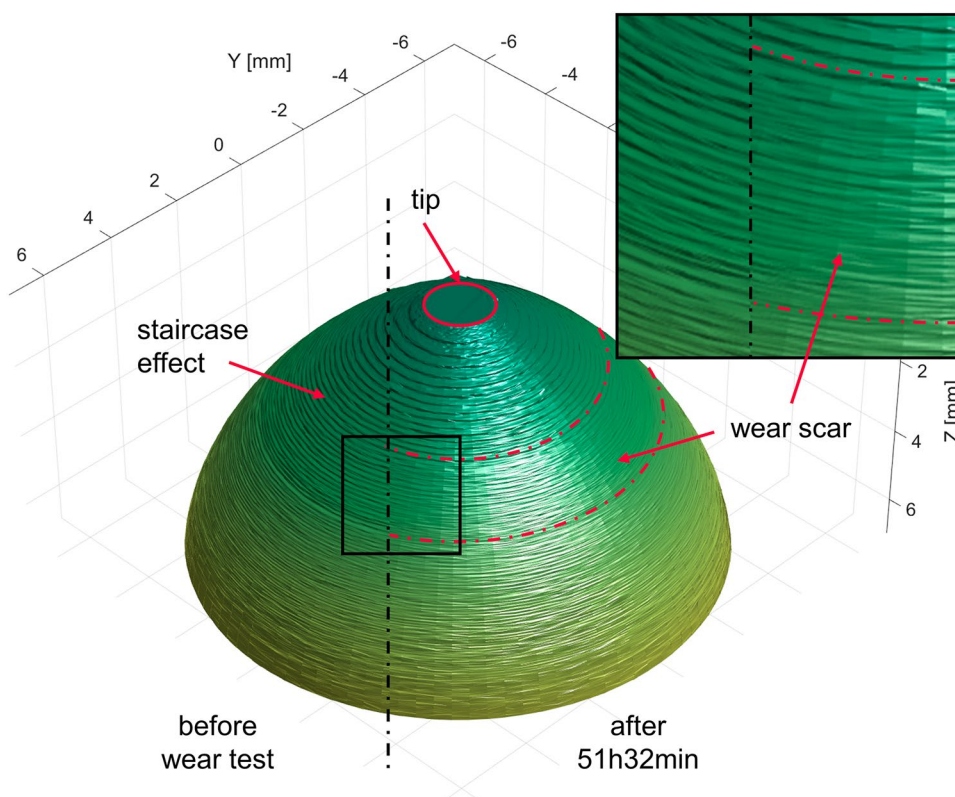 Y [mm]
-6
-4
-2
0
2
4
6
-6
-4
tip
staircase
effect
wear scar
2
4
6
Z [mm]
before
wear test
after
51h32min